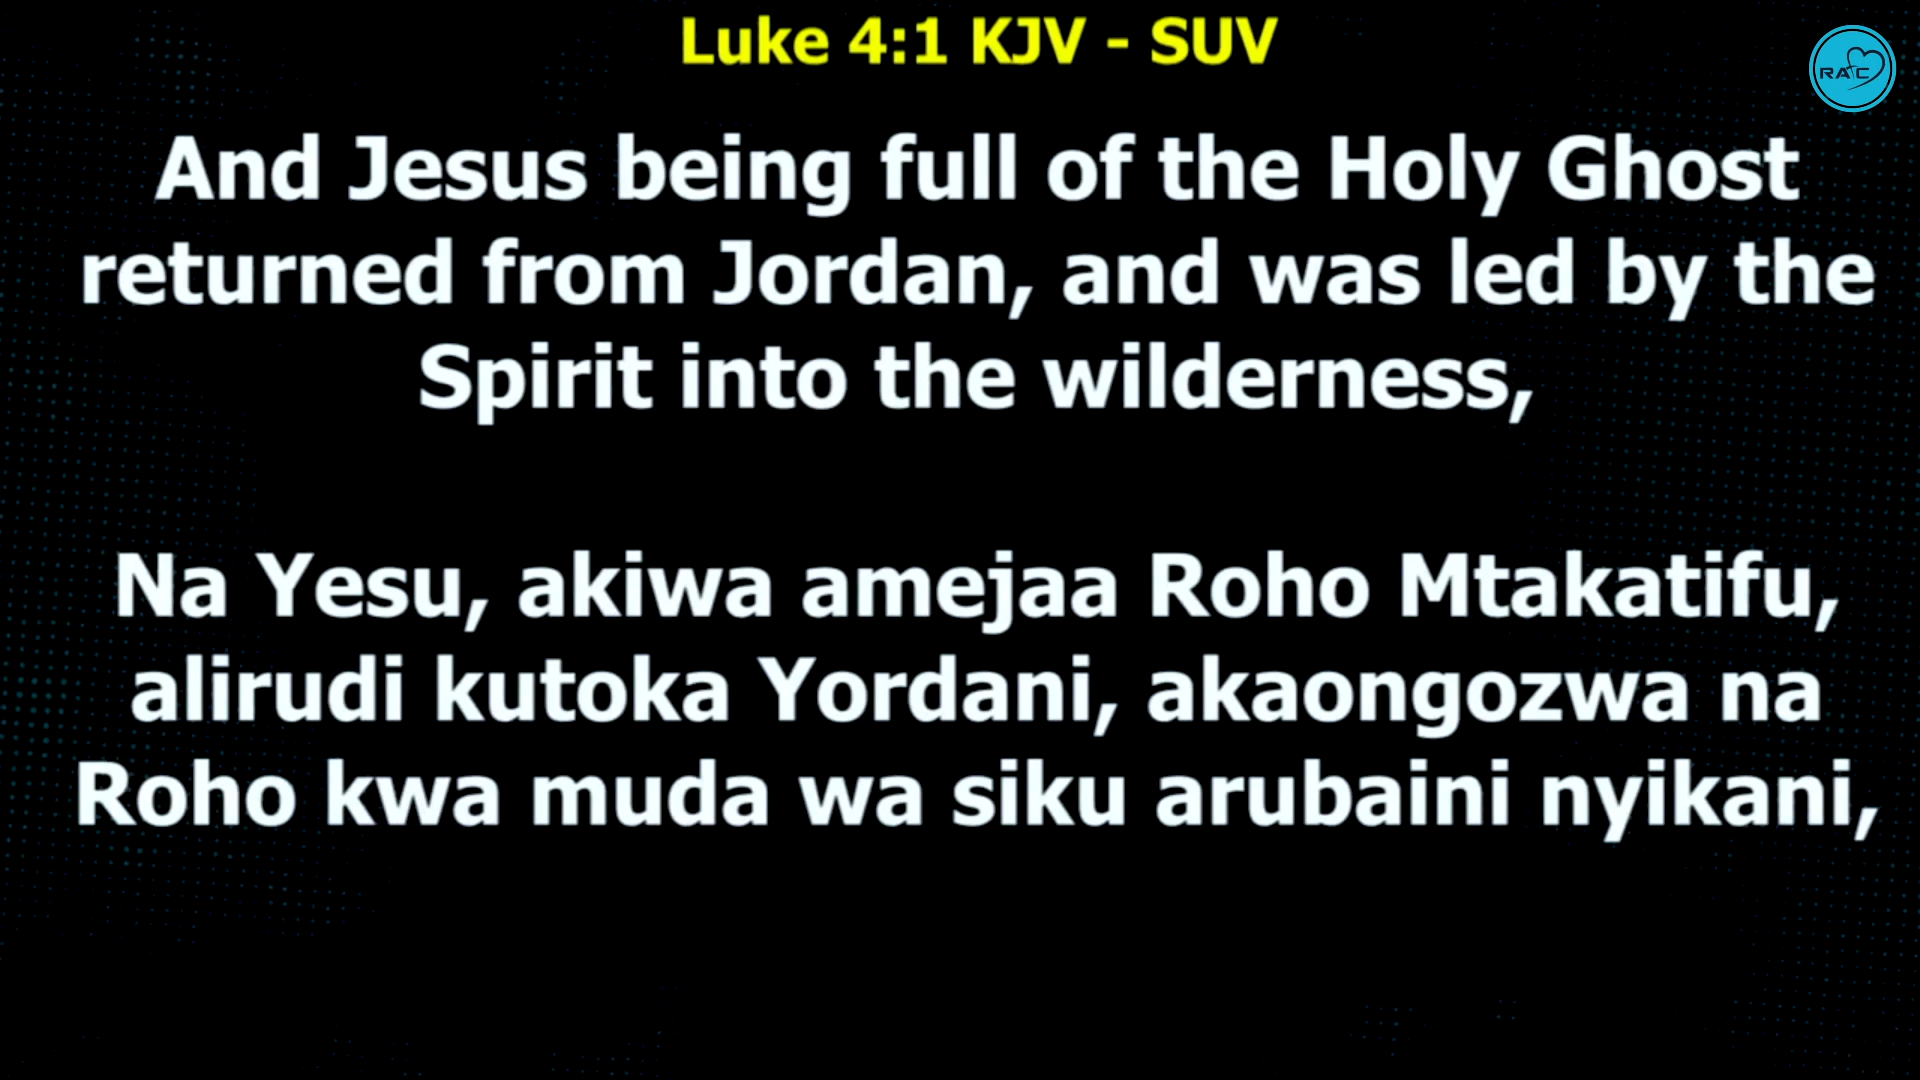 Luke 4:1 KJV - SUV
RAC
And Jesus being full of the Holy Ghost
returned from Jordan, and was led by the
Spirit into the wilderness,
Na Yesu, akiwa amejaa Roho Mtakatifu,
alirudi kutoka Yordani, akaongozwa na
Roho kwa muda wa siku arubaini nyikani,